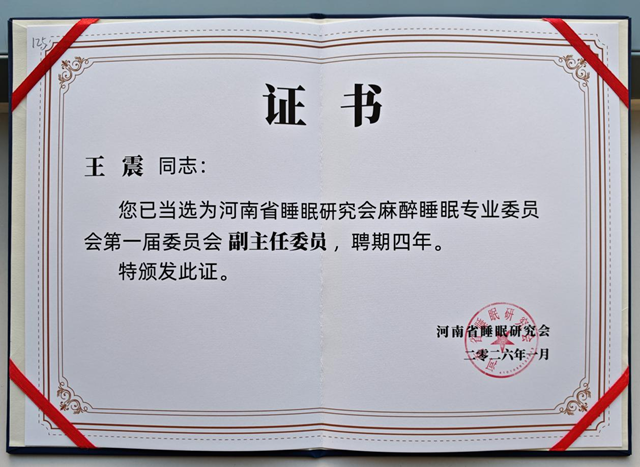 125
证书
王震 同志：
您已当选为河南省睡眠研究会麻醉睡眠专业委员
会第一届委员会 副主任委员，聘期四年。
特颁发此证。
河南省睡眠研究会
二零二六年一月